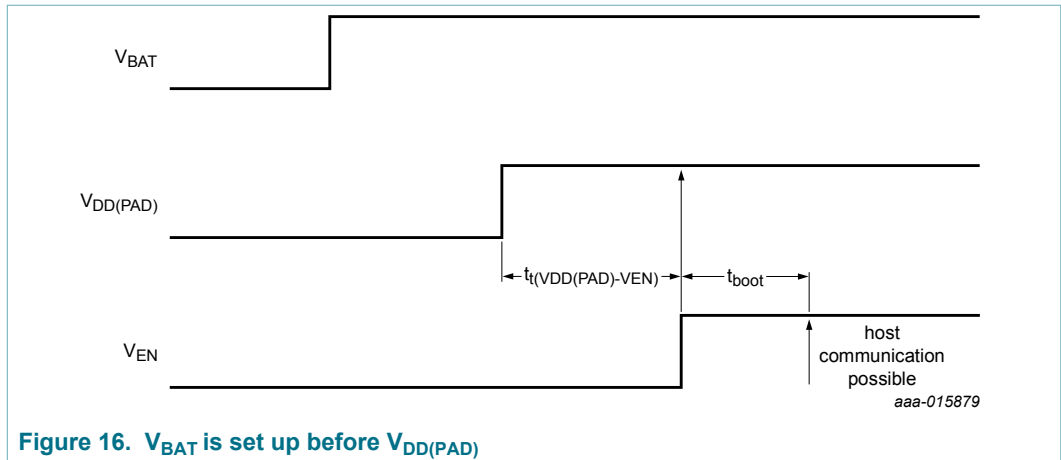 VBAT
VDD(PAD)
tt(VDD(PAD)-VEN)
tboot
VEN
host
communication
possible
aaa-015879
Figure 16. VBAT is set up before VDD(PAD)